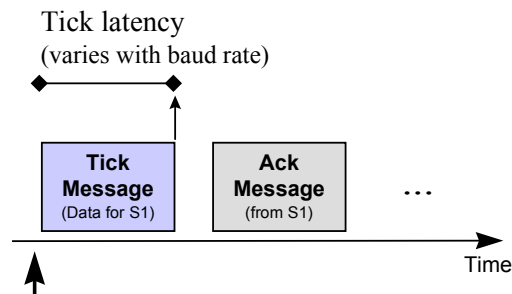 Tick latency
(varies with baud rate)
Tick
Message
(Data for S1)
Ack
Message
(from S1)
...
Time